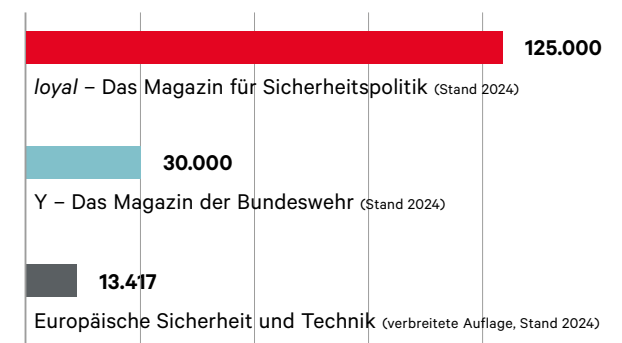 125.000
loyal – Das Magazin für Sicherheitspolitik (Stand 2024)
30.000
Y – Das Magazin der Bundeswehr (Stand 2024)
13.417
Europäische Sicherheit und Technik (verbreitete Auflage, Stand 2024)